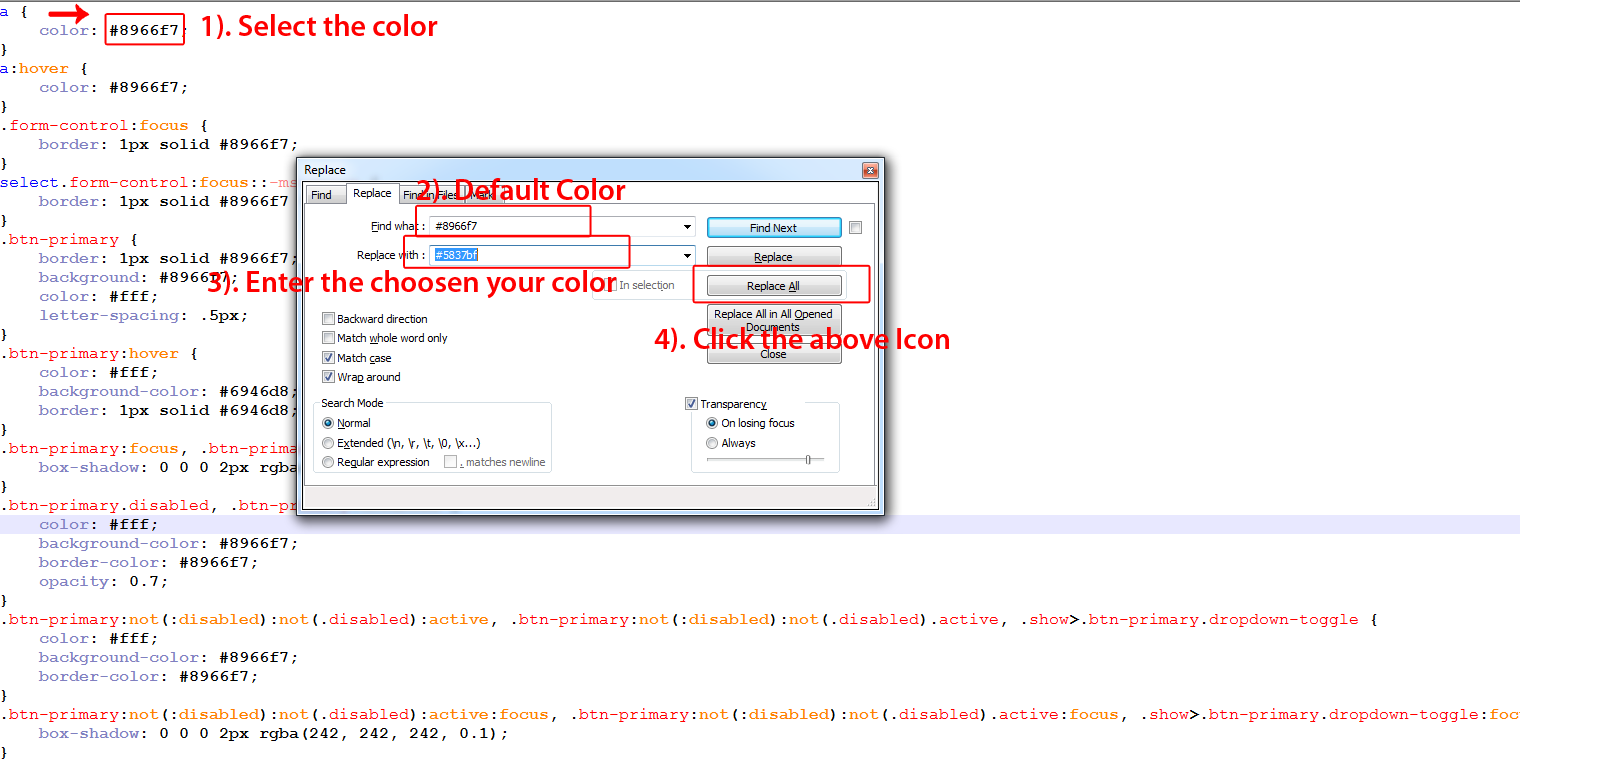 a {
color: #8966f7; 1). Select the color
}
a:hover {
color: #8966f7;
}
.form-control:focus {
border: 1px solid #8966f7;
}
select.form-control:focus::-ms
border: 1px solid #8966f7
}
.btn-primary {
border: 1px solid #8966f7
background: #8966f7;
color: #fff;
letter-spacing: .5px;
}
.btn-primary:hover {
color: #fff;
background-color: #6946d8;
border: 1px solid #6946d8;
}
.btn-primary:focus, .btn-prima
box-shadow: 0 0 0 2px rgba
}
.btn-primary.disabled, .btn-pr
color: #fff;
background-color: #8966f7;
border-color: #8966f7;
opacity: 0.7;
}
.btn-primary:not(:disabled):not(.disabled):active, .btn-primary:not(:disabled):not(.disabled).active, .show>.btn-primary.dropdown-toggle {
color: #fff;
background-color: #8966f7;
border-color: #8966f7;
}
.btn-primary:not(:disabled):not(.disabled):active:focus, .btn-primary:not(:disabled):not(.disabled).active:focus, .show>.btn-primary.dropdown-toggle:foc
box-shadow: 0 0 0 2px rgba(242, 242, 242, 0.1);
}
Replace
Find Replace Find in Files Mark
2). Default Color
Find what : #8966f7 Find Next
Replace with : #5837bf Replace
3). Enter the choosen your color
In selection Replace All
Replace All in All Opened
Documents
4). Click the above Icon
Close
Backward direction
Match whole word only
Match case
Wrap around
Search Mode
Normal
Extended (\n, \r, \t, \0, \x...)
Regular expression . matches newline
Transparency
On losing focus
Always